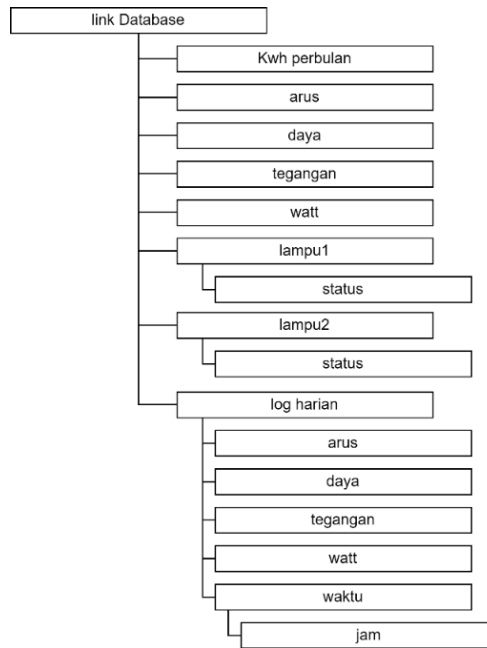 link Database
Kwh perbulan
arus
daya
tegangan
watt
lampu1
status
lampu2
status
log harian
arus
daya
tegangan
watt
waktu
jam